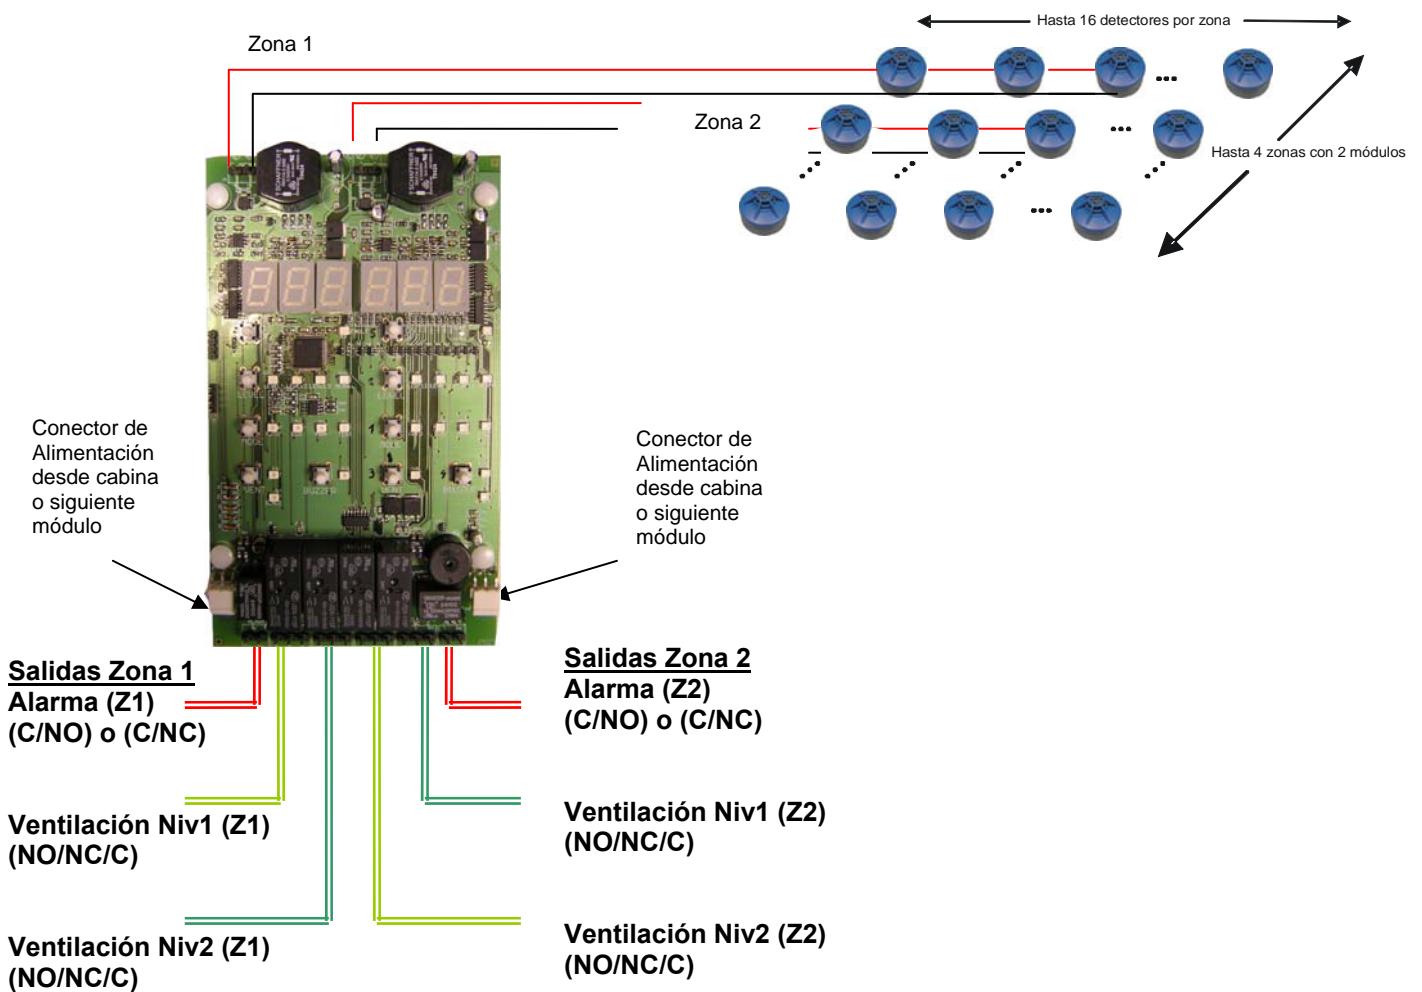 Hasta 16 detectores por zona
Zona 1
Zona 2
Hasta 4 zonas con 2 módulos
Conector de
Alimentación
desde cabina
o siguiente
módulo
Conector de
Alimentación
desde cabina
o siguiente
módulo
BUZZER
Salidas Zona 1
Alarma (Z1)
(C/NO) o (C/NC)
Salidas Zona 2
Alarma (Z2)
(C/NO) o (C/NC)
Ventilación Niv1 (Z1)
(NO/NC/C)
Ventilación Niv1 (Z2)
(NO/NC/C)
Ventilación Niv2 (Z1)
(NO/NC/C)
Ventilación Niv2 (Z2)
(NO/NC/C)